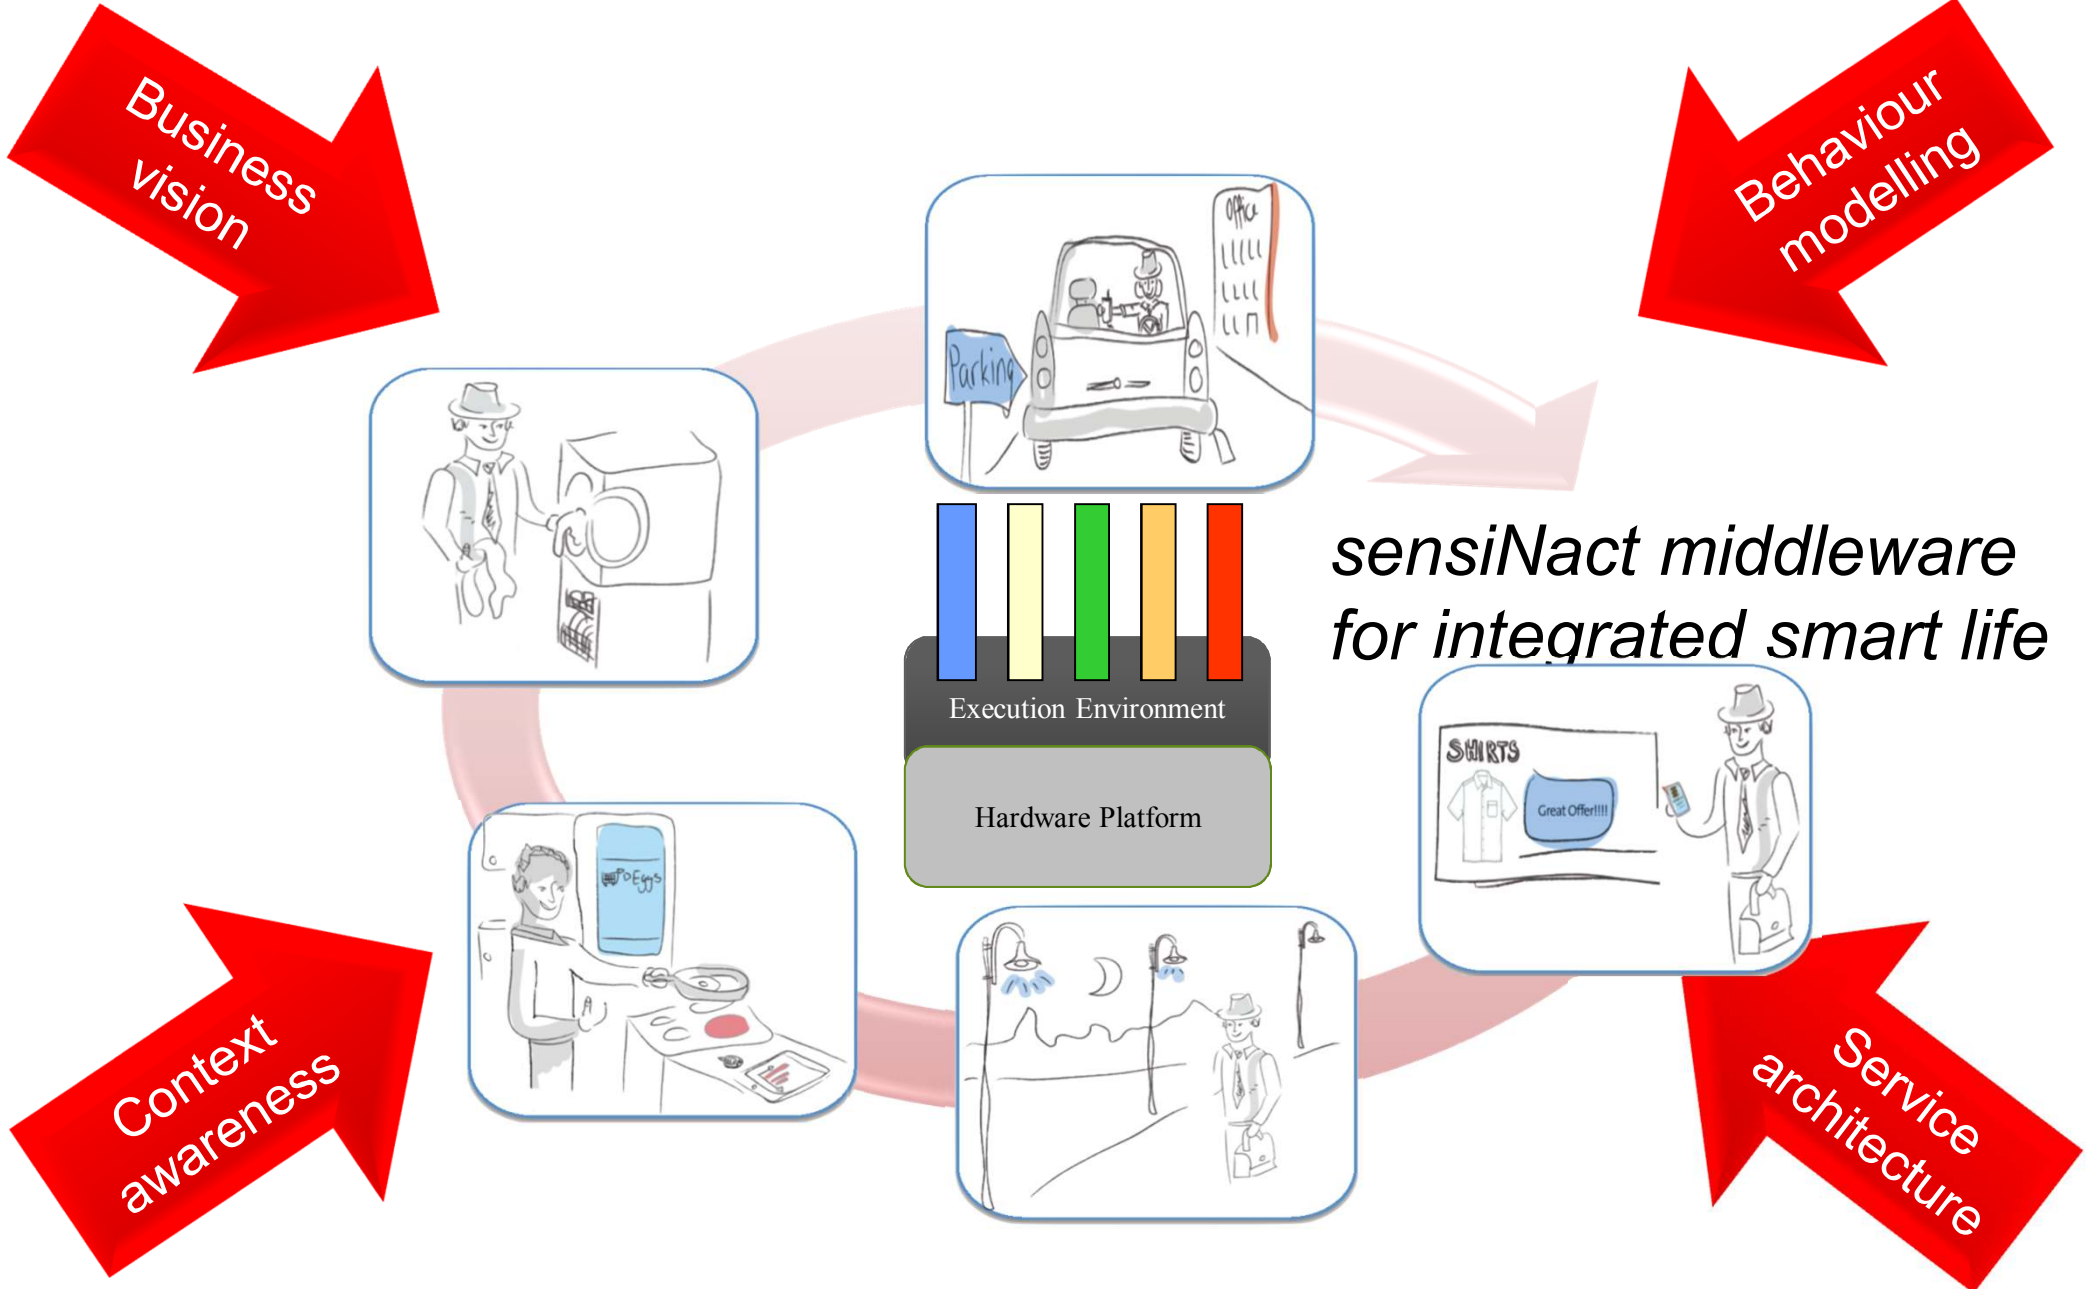 Business
vision
Behaviour
modelling
Office
Parking
sensiNact middleware
for integrated smart life
Execution Environment
Hardware Platform
SHIRTS
Great Offer!!!!
Eggs
Context
awareness
Service
architecture